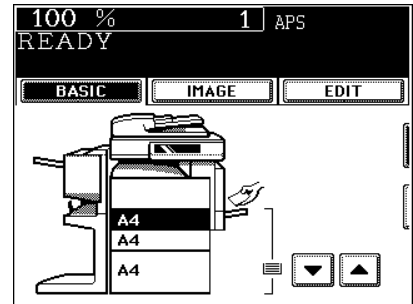 100 % 1 APS
READY
BASIC IMAGE EDIT
A4
A4
A4